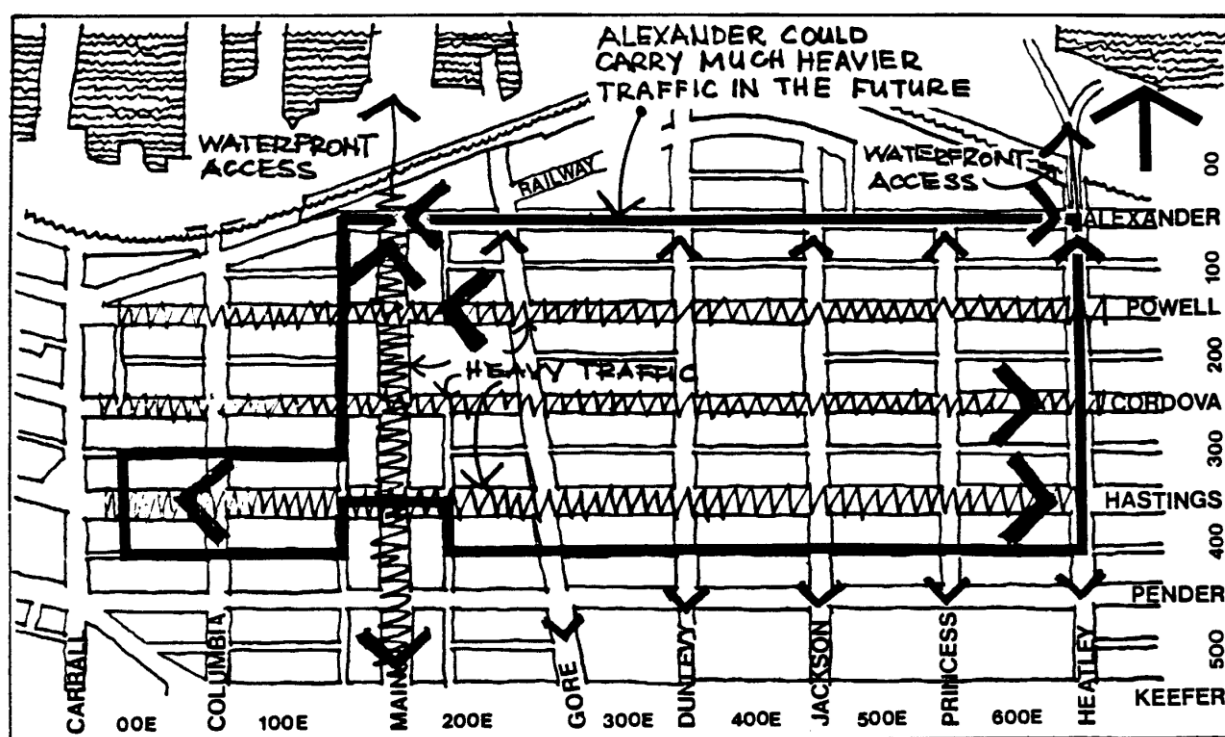 ALEXANDER COULD
CARRY MUCH HEAVIER
TRAFFIC IN THE FUTURE
WATERFRONT
ACCESS
WATERFRONT
ACCESS
RAILWAY
00
ALEXANDER
100
POWELL
200
HEAVY TRAFFIC
CORDOVA
300
HASTINGS
400
PENDER
500
KEEFER
CARRALL
00E
COLUMBIA
100E
MAIN
200E
GORE
300E
DUNLEVY
400E
JACKSON
500E
PRINCESS
600E
HEATLEY